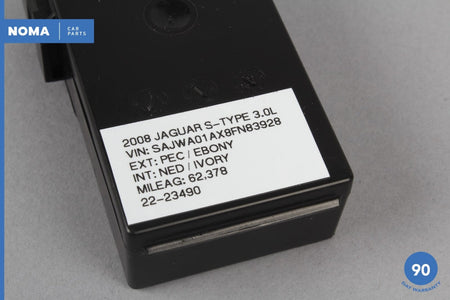 NOMA CAR
PARTS
2008 JAGUAR S-TYPE 3.0L
VIN: SAJWA01AX8FN83928
EXT: PEC / EBONY
INT: NED / IVORY
MILEAG: 62,378
22-23490
90
DAY WARRANTY